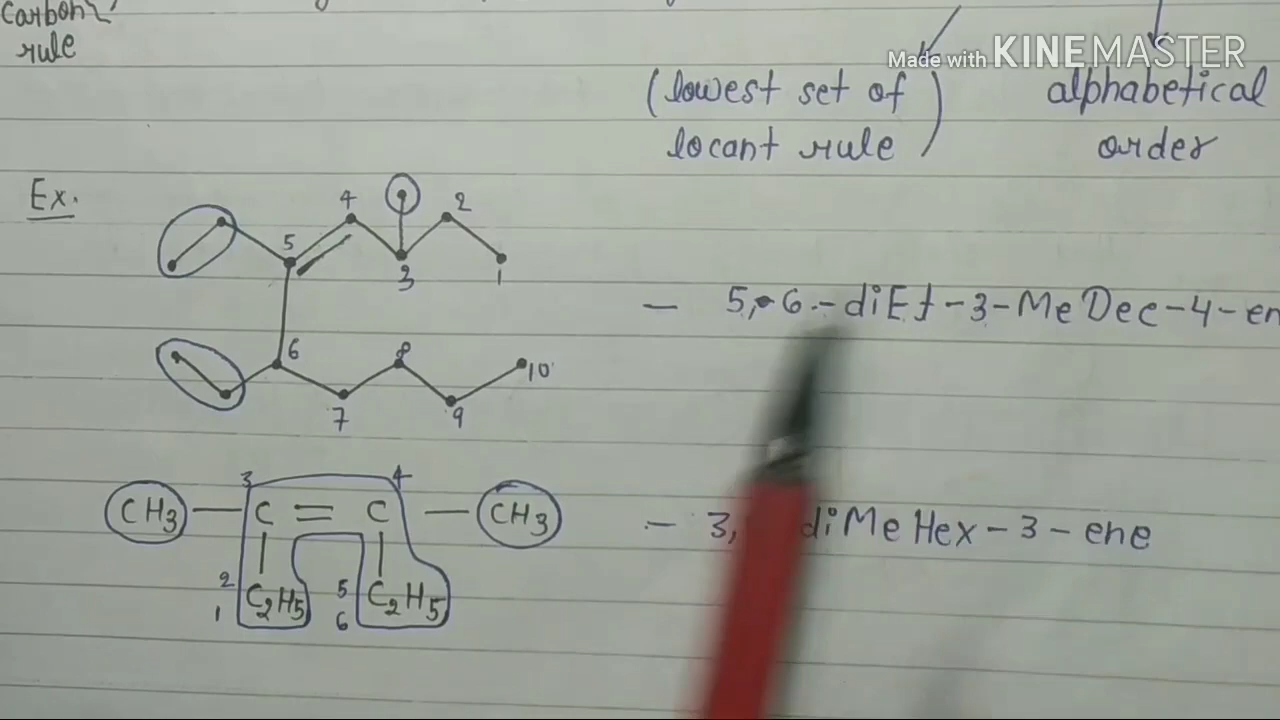 carbon
rule
Made with KINEMASTER
(lowest set of
locant rule)
alphabetical
order
Ex.
4 2
5
3 1
6 8 10
7 9
- 5,6-diEt-3-MeDec-4-en
3 4
CH3 - C = C - CH3
2 C2H5 5 C2H5
1 6
- 3, diMeHex-3-ene